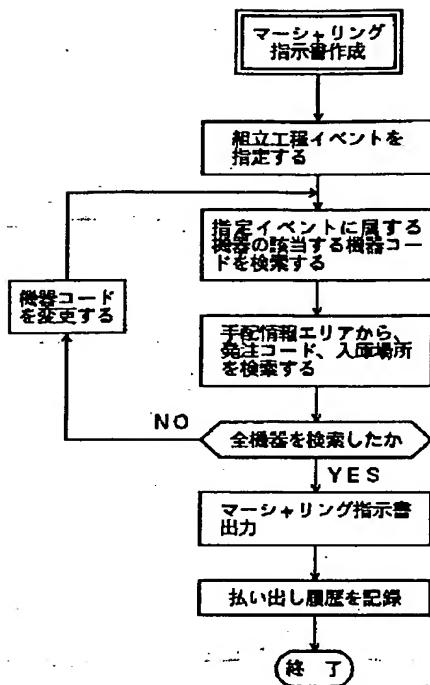 マーシャリング
指示書作成
組立工程イベントを
指定する
指定イベントに属する
機器の該当する機器コー
ドを検索する
機器コード
を変更する
手配情報エリアから、
発注コード、入庫場所
を検索する
NO
全機器を検索したか
YES
マーシャリング指示書
出力
払い出し履歴を記録
終 了